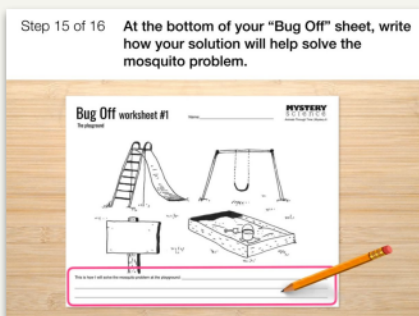 Step 15 of 16
At the bottom of your “Bug Off” sheet, write
how your solution will help solve the
mosquito problem.
Bug Off worksheet #1
Name
MYSTERY
SCIENCE
The playground
This is how I will solve the mosquito problem at the playground: